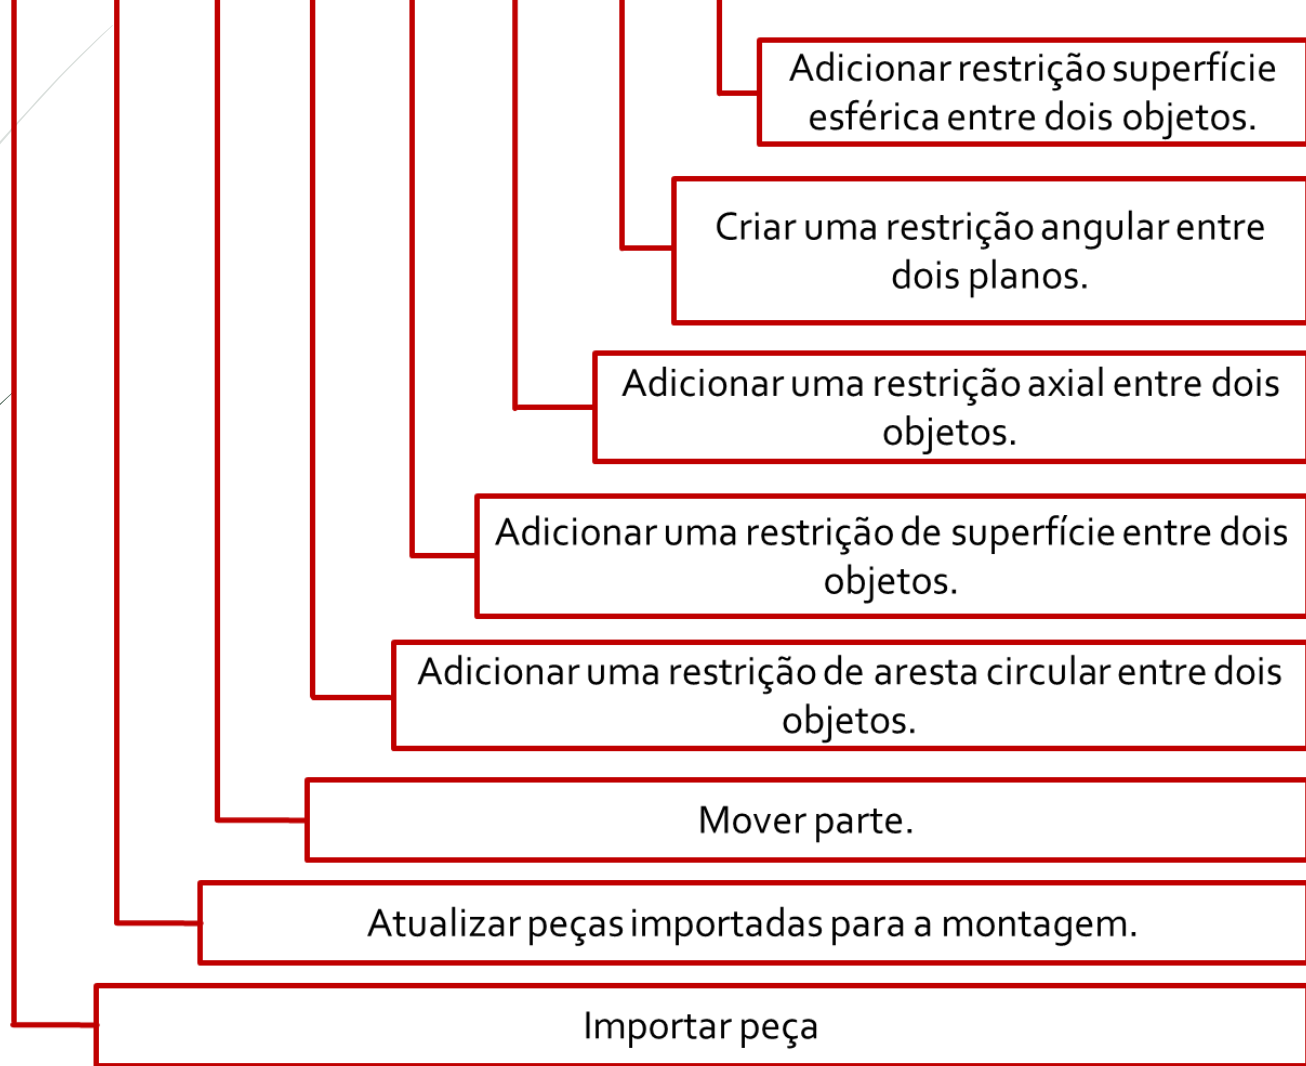 Adicionar restrição superfície
esférica entre dois objetos.
Criar uma restrição angular entre
dois planos.
Adicionar uma restrição axial entre dois
objetos.
Adicionar uma restrição de superfície entre dois
objetos.
Adicionar uma restrição de aresta circular entre dois
objetos.
Mover parte.
Atualizar peças importadas para a montagem.
Importar peça